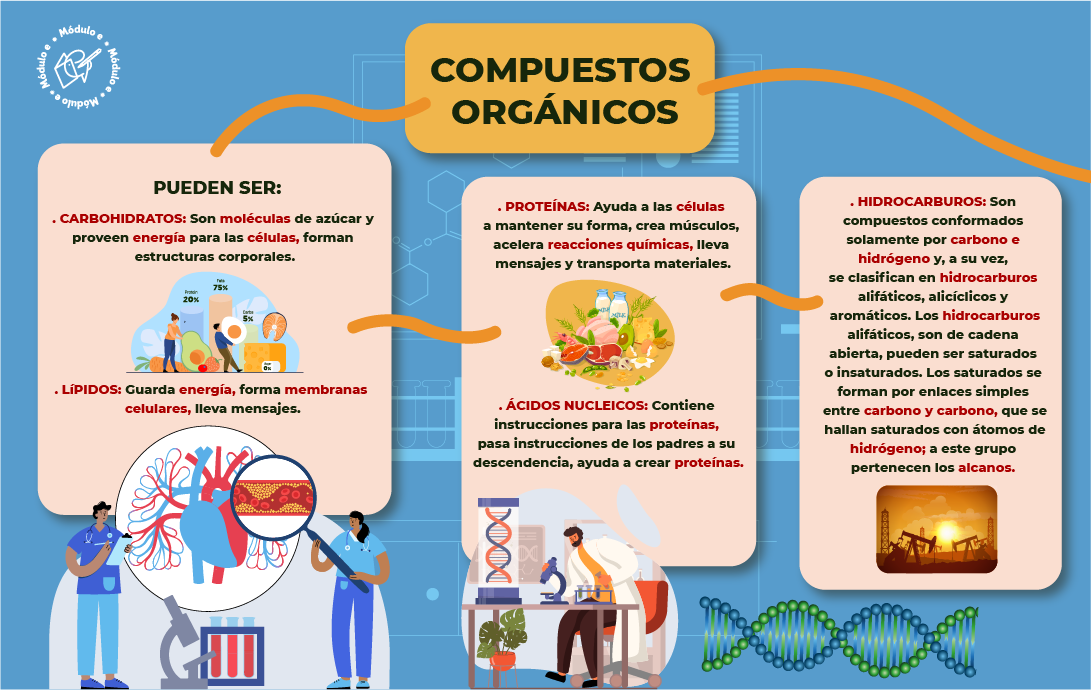 Módulo e • Módulo e • Módulo e • Módulo e •
COMPUESTOS
ORGÁNICOS
PUEDEN SER:
. CARBOHIDRATOS: Son moléculas de azúcar y
proveen energía para las células, forman
estructuras corporales.
Protein
20%
Fats
75%
Carbs
5%
0%
. LíPIDOS: Guarda energía, forma membranas
celulares, lleva mensajes.
. PROTEÍNAS: Ayuda a las células
a mantener su forma, crea músculos,
acelera reacciones químicas, lleva
mensajes y transporta materiales.
MILK
MILK
. ÁCIDOS NUCLEICOS: Contiene
instrucciones para las proteínas,
pasa instrucciones de los padres a su
descendencia, ayuda a crear proteínas.
. HIDROCARBUROS: Son
compuestos conformados
solamente por carbono e
hidrógeno y, a su vez,
se clasifican en hidrocarburos
alifáticos, alicíclicos y
aromáticos. Los hidrocarburos
alifáticos, son de cadena
abierta, pueden ser saturados
o insaturados. Los saturados se
forman por enlaces simples
entre carbono y carbono, que se
hallan saturados con átomos de
hidrógeno; a este grupo
pertenecen los alcanos.